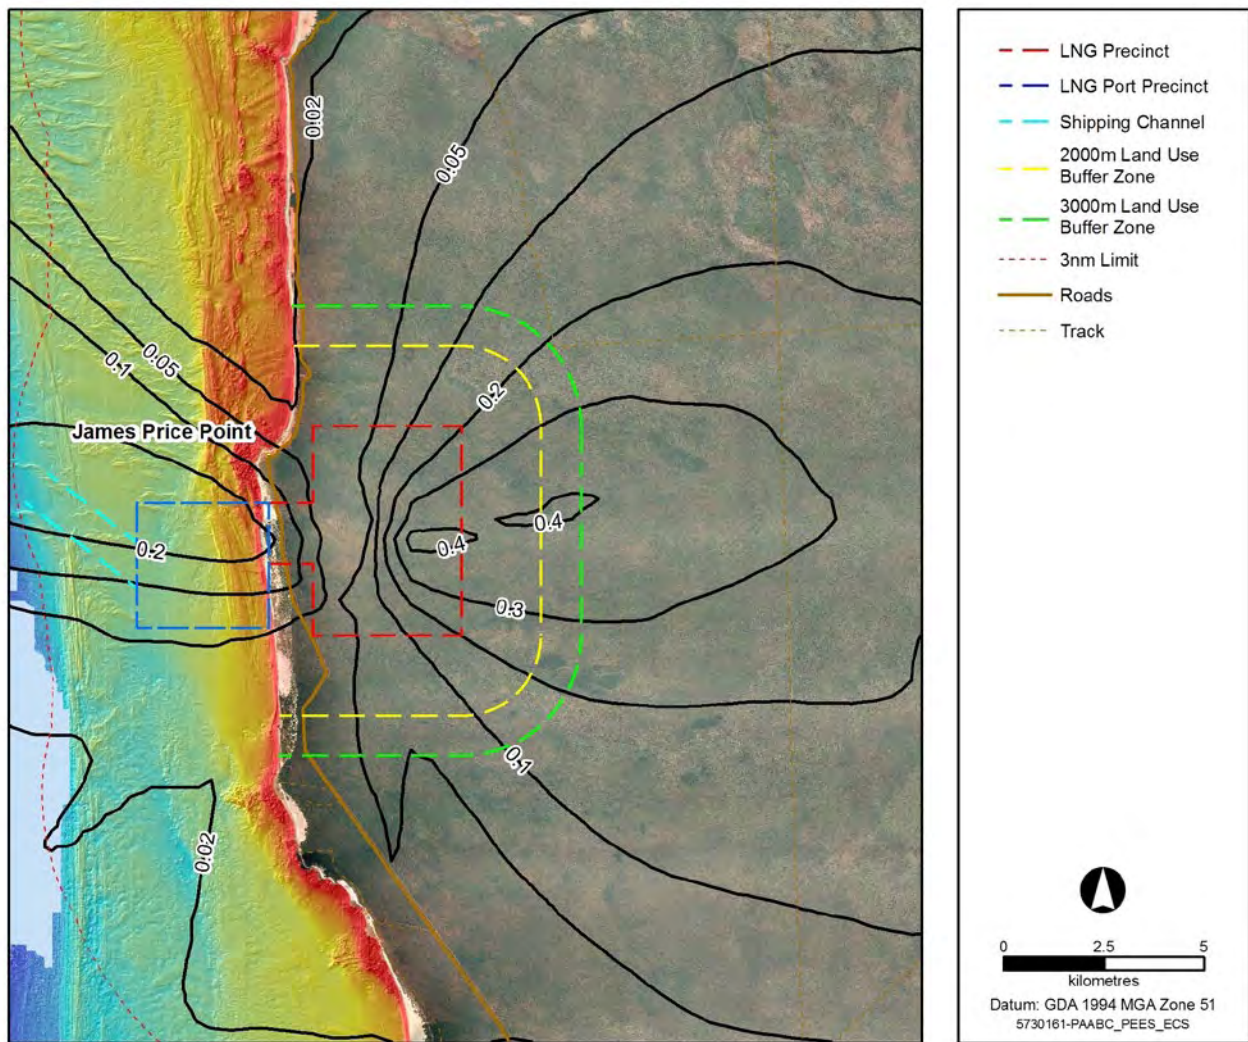 0.02
0.05
0.2
0.05
0.1
James Price Point
0.4
0.4
0.2
0.3
0.1
0.02
LNG Precinct
LNG Port Precinct
Shipping Channel
2000m Land Use
Buffer Zone
3000m Land Use
Buffer Zone
3nm Limit
Roads
Track
0 2.5 5
kilometres
Datum: GDA 1994 MGA Zone 51
5730161-PAABC_PEES_ECS